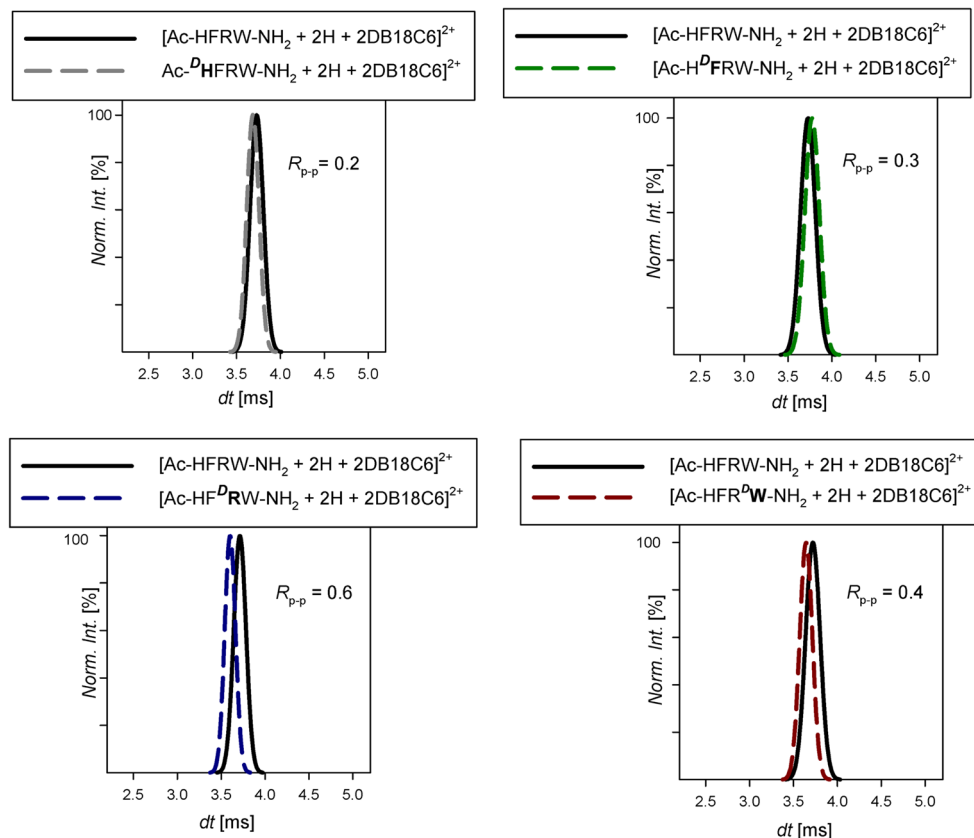 [Ac-HFRW-NH₂ + 2H + 2DB18C6]²⁺
Ac-ᴰHFRW-NH₂ + 2H + 2DB18C6]²⁺
100
Norm. Int. [%]
Rp-p = 0.2
2.5 3.0 3.5 4.0 4.5 5.0
dt [ms]
[Ac-HFRW-NH₂ + 2H + 2DB18C6]²⁺
[Ac-HᴰFRW-NH₂ + 2H + 2DB18C6]²⁺
100
Norm. Int. [%]
Rp-p = 0.3
2.5 3.0 3.5 4.0 4.5 5.0
dt [ms]
[Ac-HFRW-NH₂ + 2H + 2DB18C6]²⁺
[Ac-HFᴰRW-NH₂ + 2H + 2DB18C6]²⁺
100
Norm. Int. [%]
Rp-p = 0.6
2.5 3.0 3.5 4.0 4.5 5.0
dt [ms]
[Ac-HFRW-NH₂ + 2H + 2DB18C6]²⁺
[Ac-HFRᴰW-NH₂ + 2H + 2DB18C6]²⁺
100
Norm. Int. [%]
Rp-p = 0.4
2.5 3.0 3.5 4.0 4.5 5.0
dt [ms]